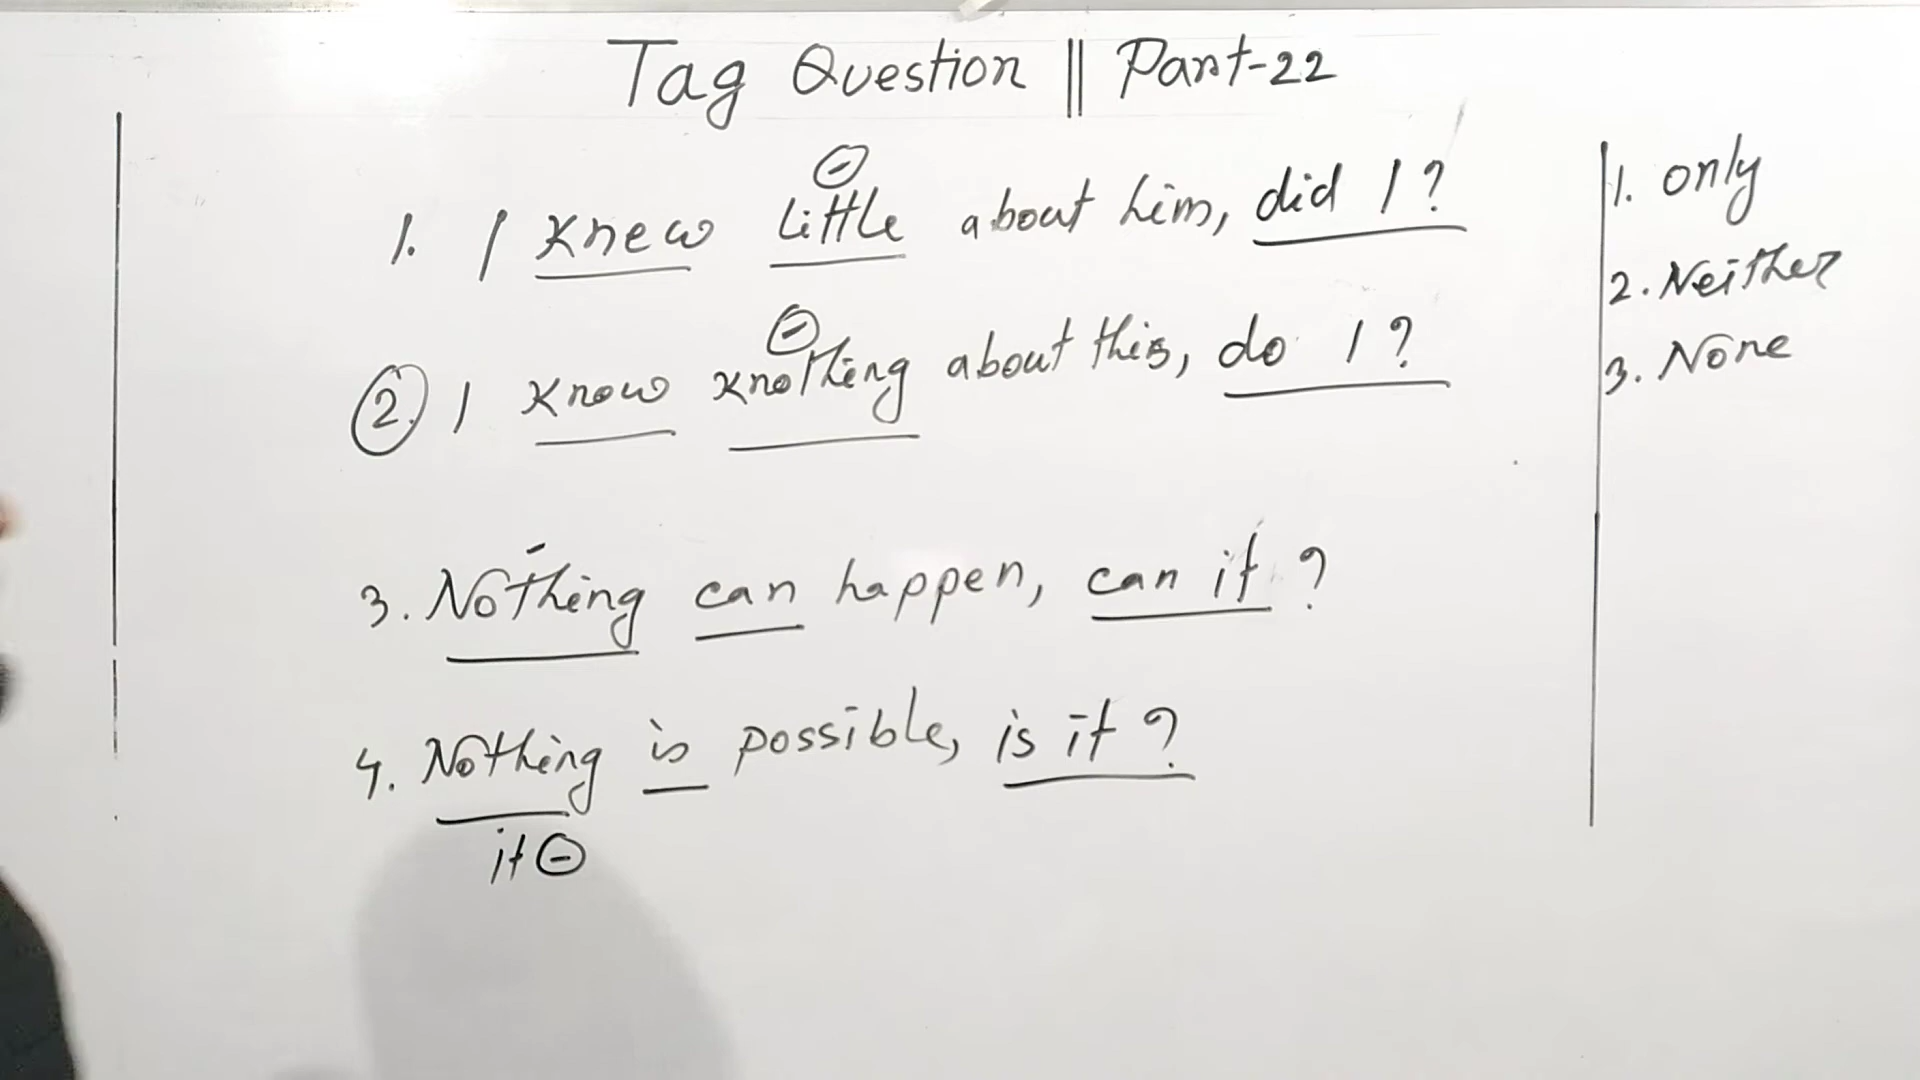 Tag Question || Part-22
1. I knew little about him, did I?
2. I know knothing about this, do I?
3. Nothing can happen, can it?
4. Nothing is possible, is it?
it
1. only
2. Neither
3. None